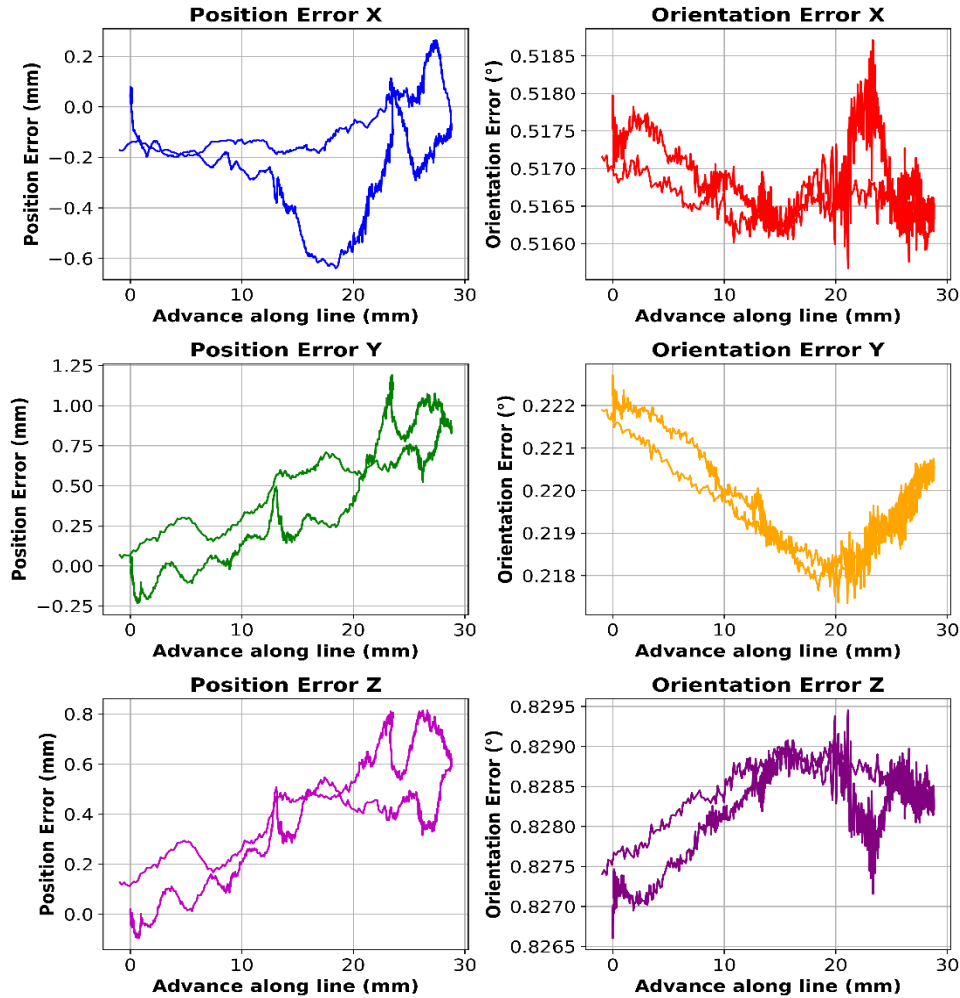 Position Error X
Position Error (mm)
0.2
0.0
−0.2
−0.4
−0.6
0 10 20 30
Advance along line (mm)
Orientation Error X
Orientation Error (°)
0.5185
0.5180
0.5175
0.5170
0.5165
0.5160
0 10 20 30
Advance along line (mm)
Position Error Y
Position Error (mm)
1.25
1.00
0.75
0.50
0.25
0.00
−0.25
0 10 20 30
Advance along line (mm)
Orientation Error Y
Orientation Error (°)
0.222
0.221
0.220
0.219
0.218
0 10 20 30
Advance along line (mm)
Position Error Z
Position Error (mm)
0.8
0.6
0.4
0.2
0.0
0 10 20 30
Advance along line (mm)
Orientation Error Z
Orientation Error (°)
0.8295
0.8290
0.8285
0.8280
0.8275
0.8270
0.8265
0 10 20 30
Advance along line (mm)